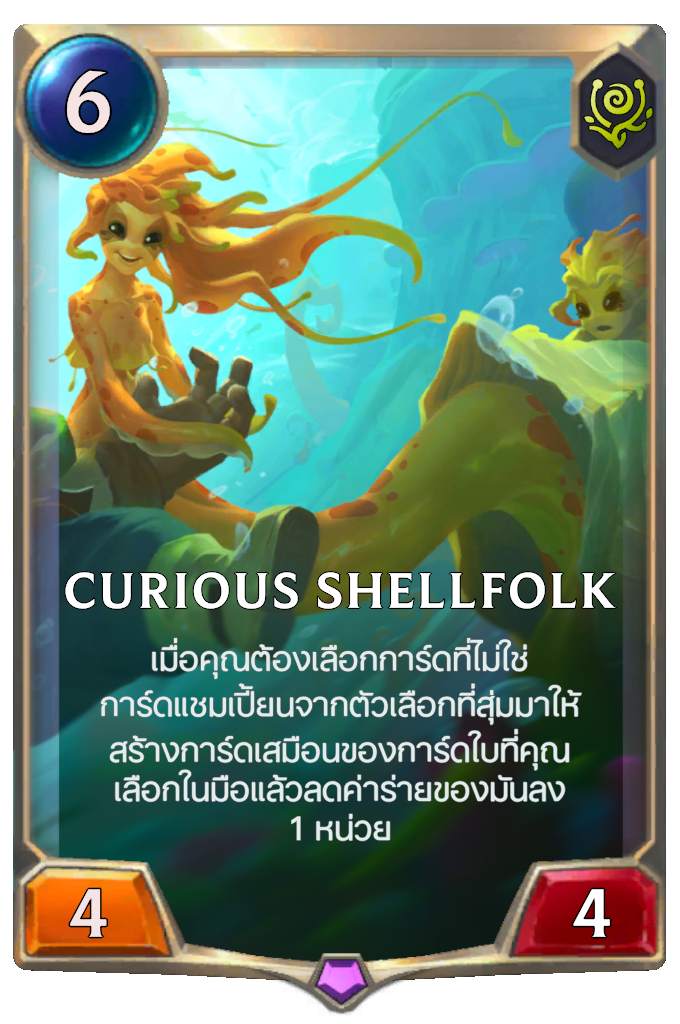 6
CURIOUS SHELLFOLK
เมื่อคุณต้องเลือกการ์ดที่ไม่ใช่
การ์ดแชมเปี้ยนจากตัวเลือกที่สุ่มมาให้
สร้างการ์ดเสมือนของการ์ดใบที่คุณ
เลือกในมือแล้วลดค่าร่ายของมันลง
1 หน่วย
4
4